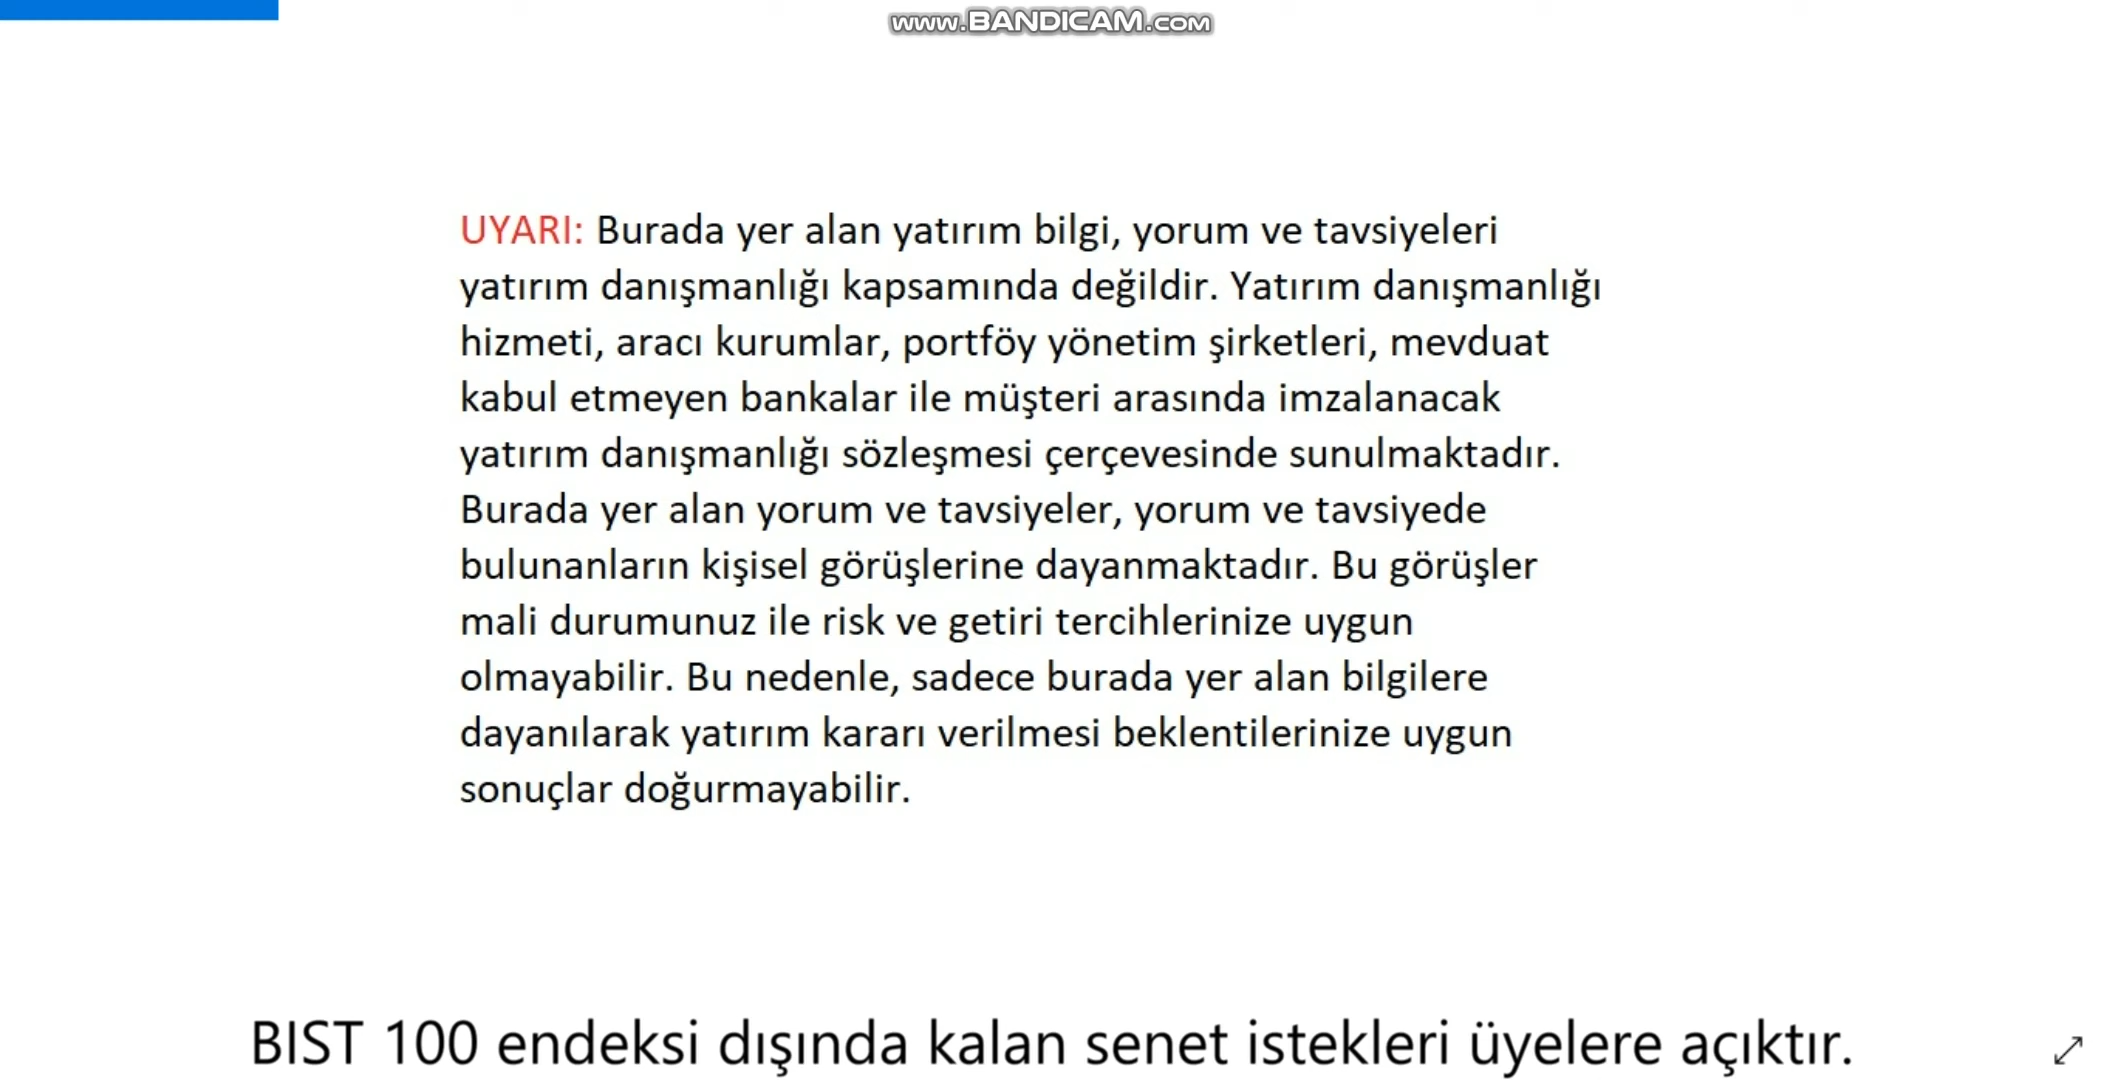 www.BANDICAM.com
UYARI: Burada yer alan yatırım bilgi, yorum ve tavsiyeleri
yatırım danışmanlığı kapsamında değildir. Yatırım danışmanlığı
hizmeti, aracı kurumlar, portföy yönetim şirketleri, mevduat
kabul etmeyen bankalar ile müşteri arasında imzalanacak
yatırım danışmanlığı sözleşmesi çerçevesinde sunulmaktadır.
Burada yer alan yorum ve tavsiyeler, yorum ve tavsiyede
bulunanların kişisel görüşlerine dayanmaktadır. Bu görüşler
mali durumunuz ile risk ve getiri tercihlerinize uygun
olmayabilir. Bu nedenle, sadece burada yer alan bilgilere
dayanılarak yatırım kararı verilmesi beklentilerinize uygun
sonuçlar doğurmayabilir.
BIST 100 endeksi dışında kalan senet istekleri üyelere açıktır.